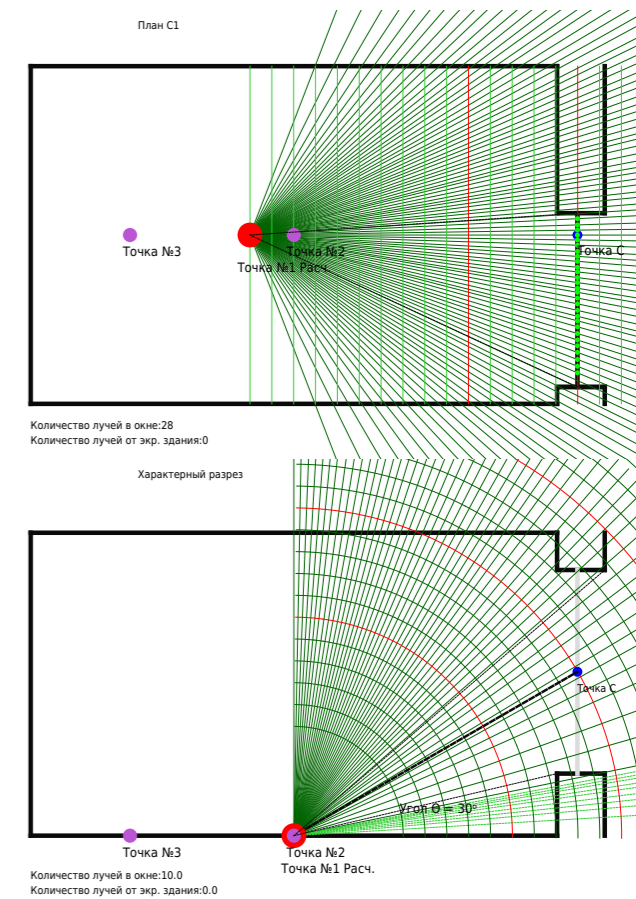 План С1
Точка №3
Точка №2
Точка С
Точка №1 Расч.
Количество лучей в окне:28
Количество лучей от экр. здания:0
Характерный разрез
Точка С
Угол Θ = 30°
Точка №3
Точка №2
Точка №1 Расч.
Количество лучей в окне:10.0
Количество лучей от экр. здания:0.0